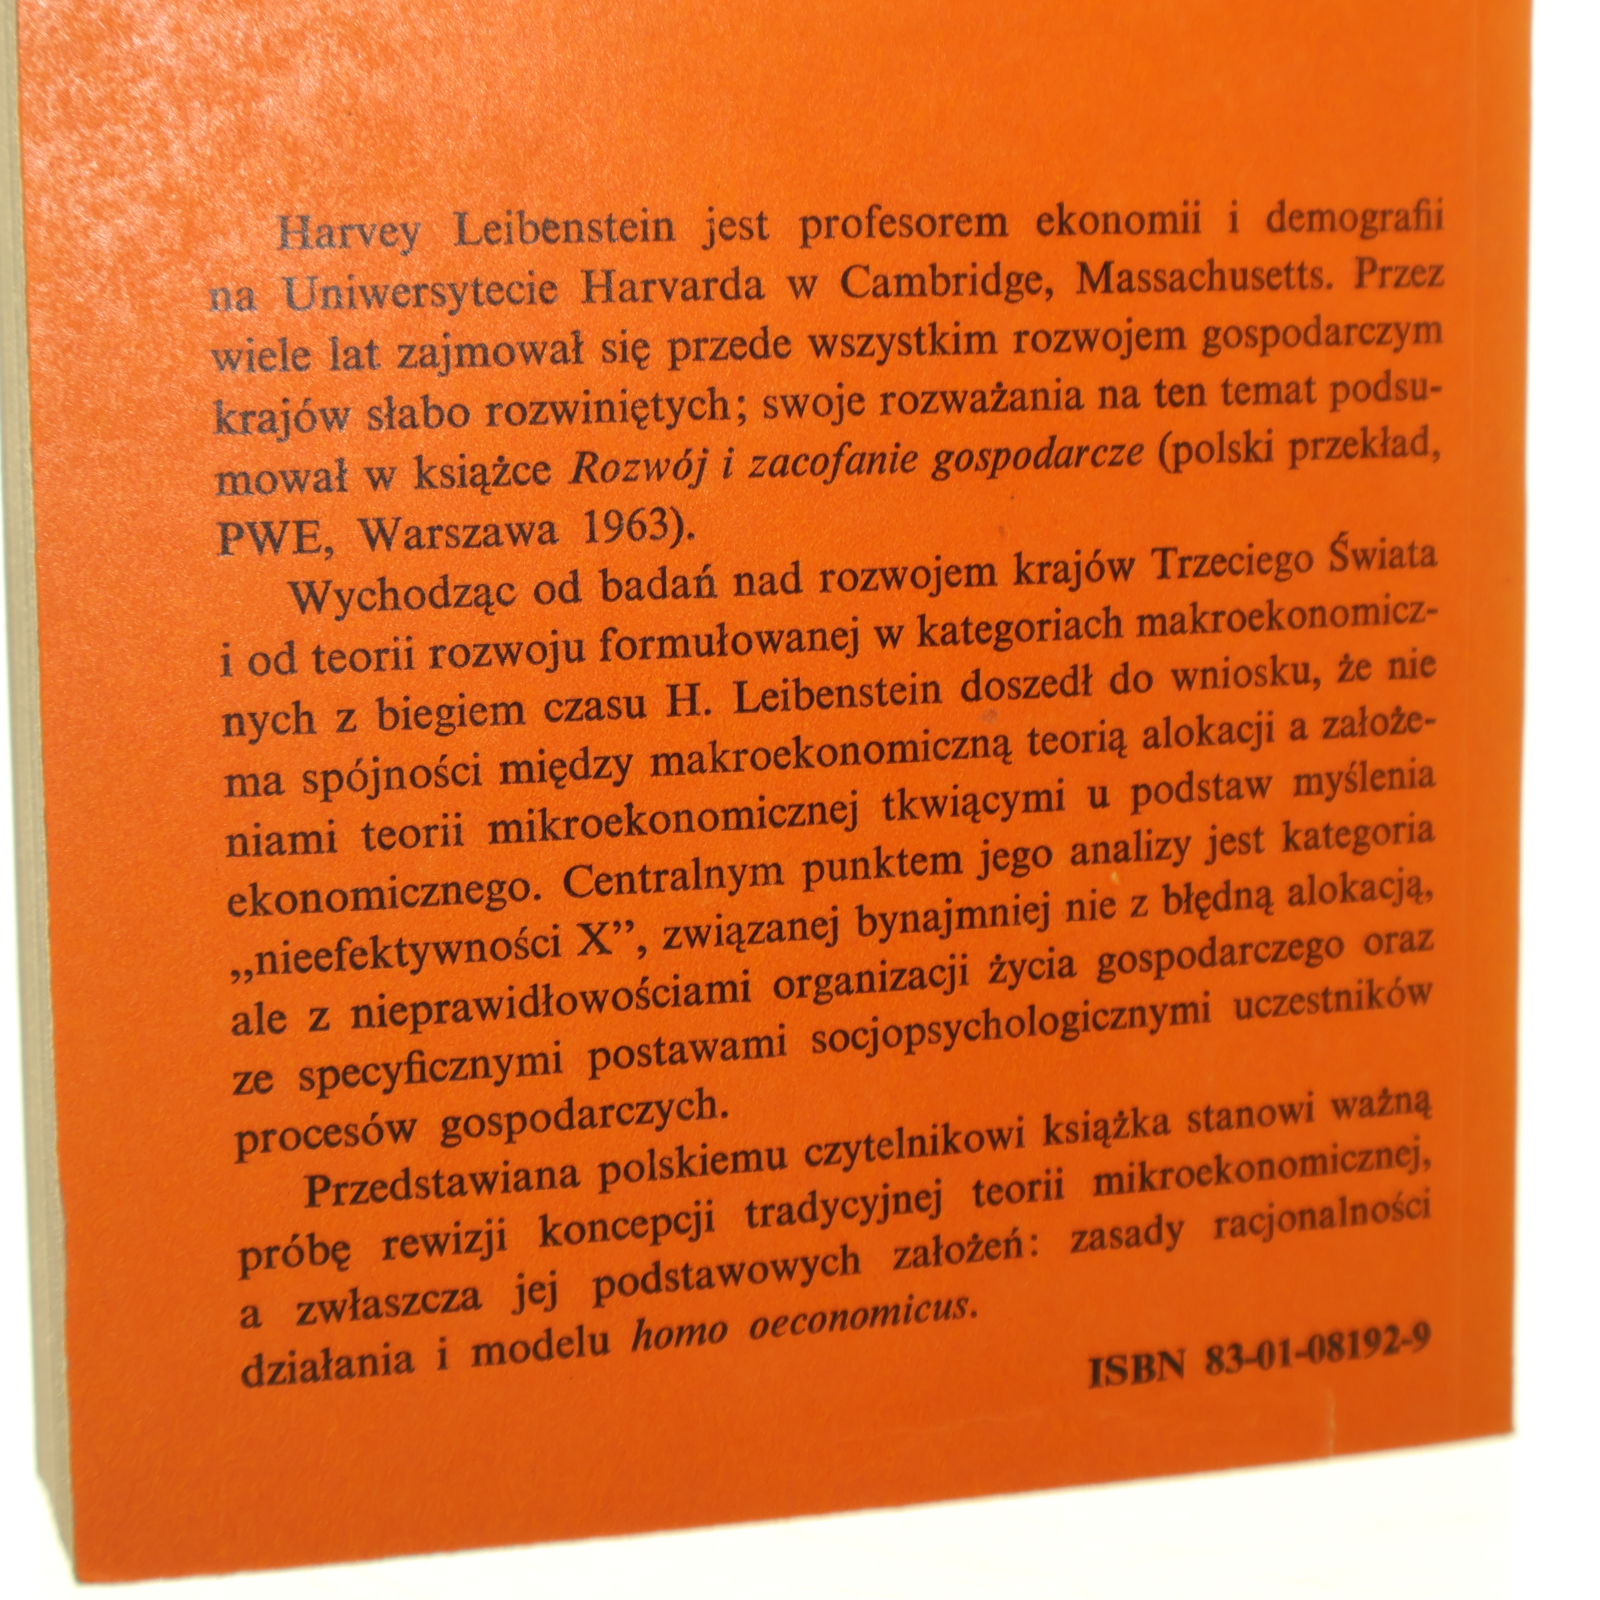 Harvey Leibenstein jest profesorem ekonomii i demografii
na Uniwersytecie Harvarda w Cambridge, Massachusetts. Przez
wiele lat zajmował się przede wszystkim rozwojem gospodarczym
krajów słabo rozwiniętych; swoje rozważania na ten temat podsu-
mował w książce Rozwój i zacofanie gospodarcze (polski przekład,
PWE, Warszawa 1963).
Wychodząc od badań nad rozwojem krajów Trzeciego Świata
i od teorii rozwoju formułowanej w kategoriach makroekonomicz-
nych z biegiem czasu H. Leibenstein doszedł do wniosku, że nie
ma spójności między makroekonomiczną teorią alokacji a założe-
niami teorii mikroekonomicznej tkwiącymi u podstaw myślenia
ekonomicznego. Centralnym punktem jego analizy jest kategoria
„nieefektywności X”, związanej bynajmniej nie z błędną alokacją,
ale z nieprawidłowościami organizacji życia gospodarczego oraz
ze specyficznymi postawami socjopsychologicznymi uczestników
procesów gospodarczych.
Przedstawiana polskiemu czytelnikowi książka stanowi ważną
próbę rewizji koncepcji tradycyjnej teorii mikroekonomicznej,
a zwłaszcza jej podstawowych założeń: zasady racjonalności
działania i modelu homo oeconomicus.
ISBN 83-01-08192-9